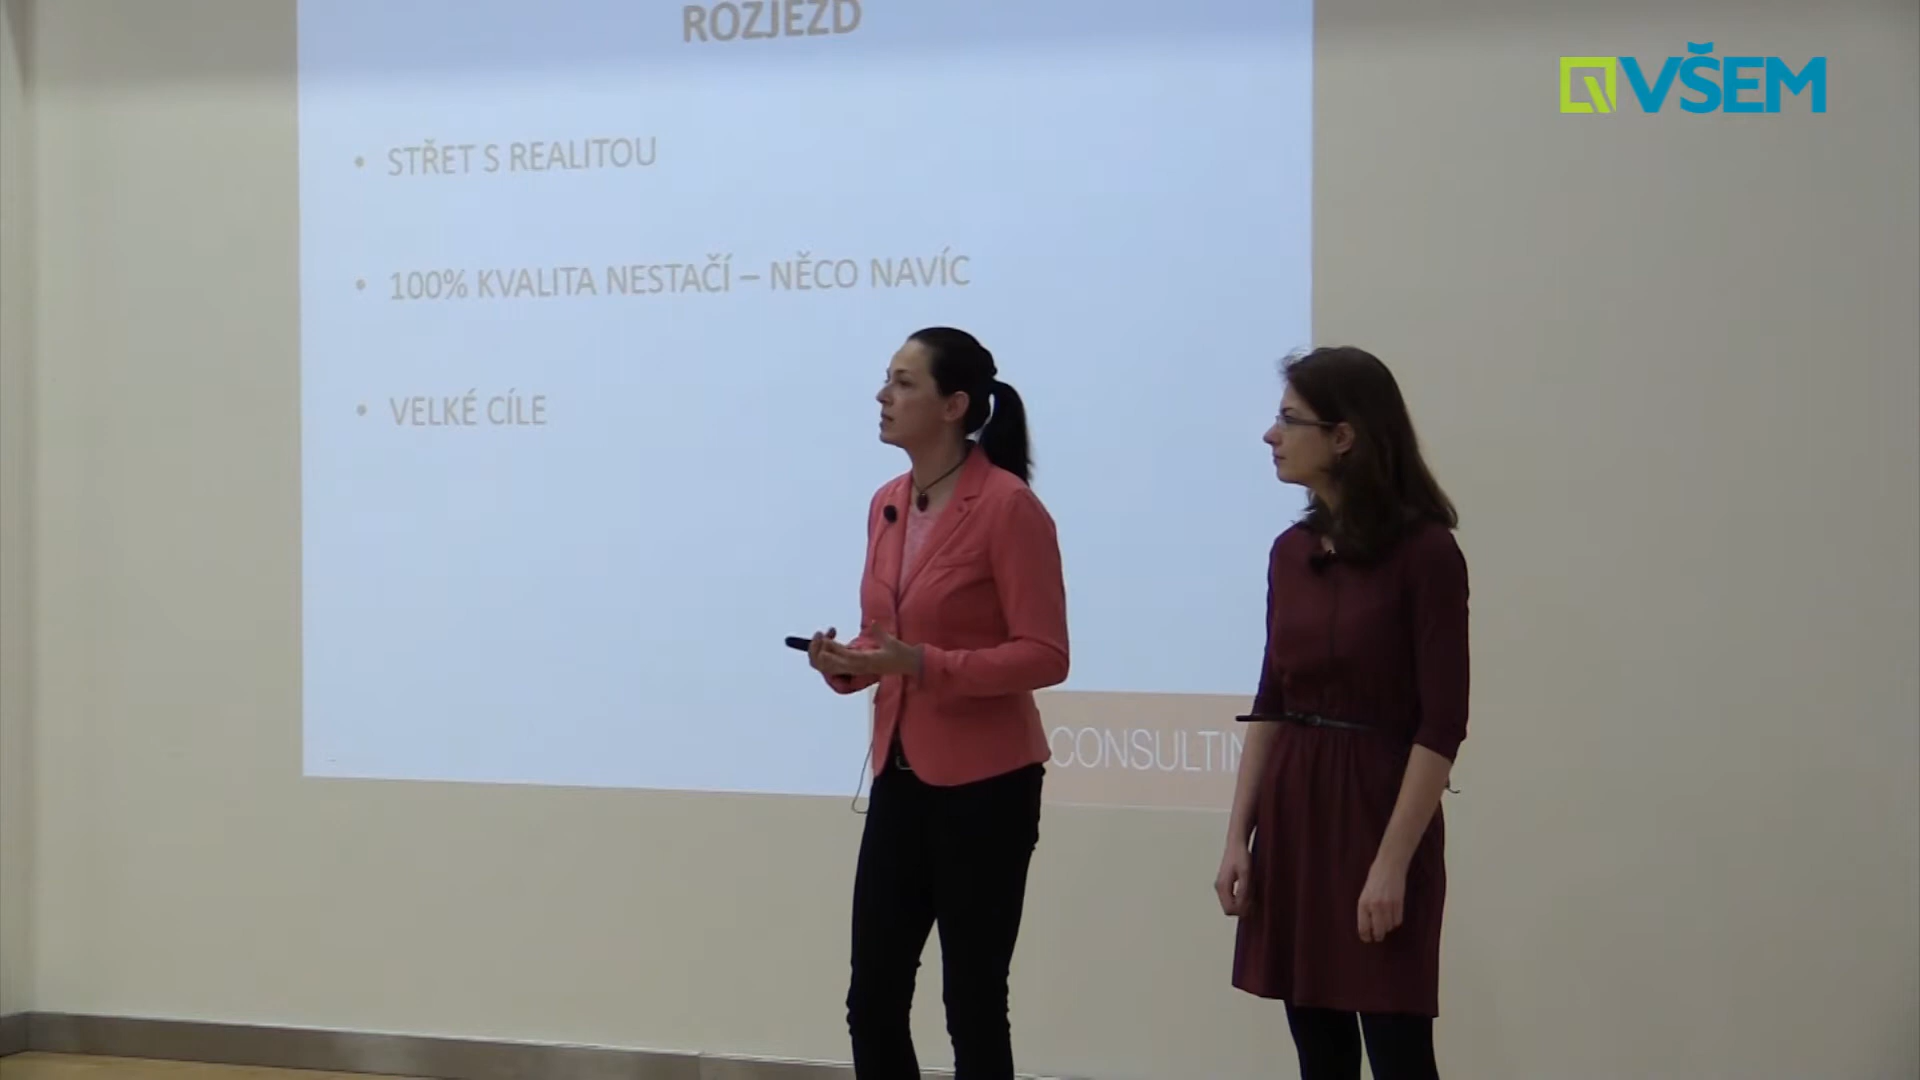 ROZJEZD
VŠEM
• STŘET S REALITOU
• 100% KVALITA NESTAČÍ – NĚCO NAVÍC
• VELKÉ CÍLE
CONSULTIN